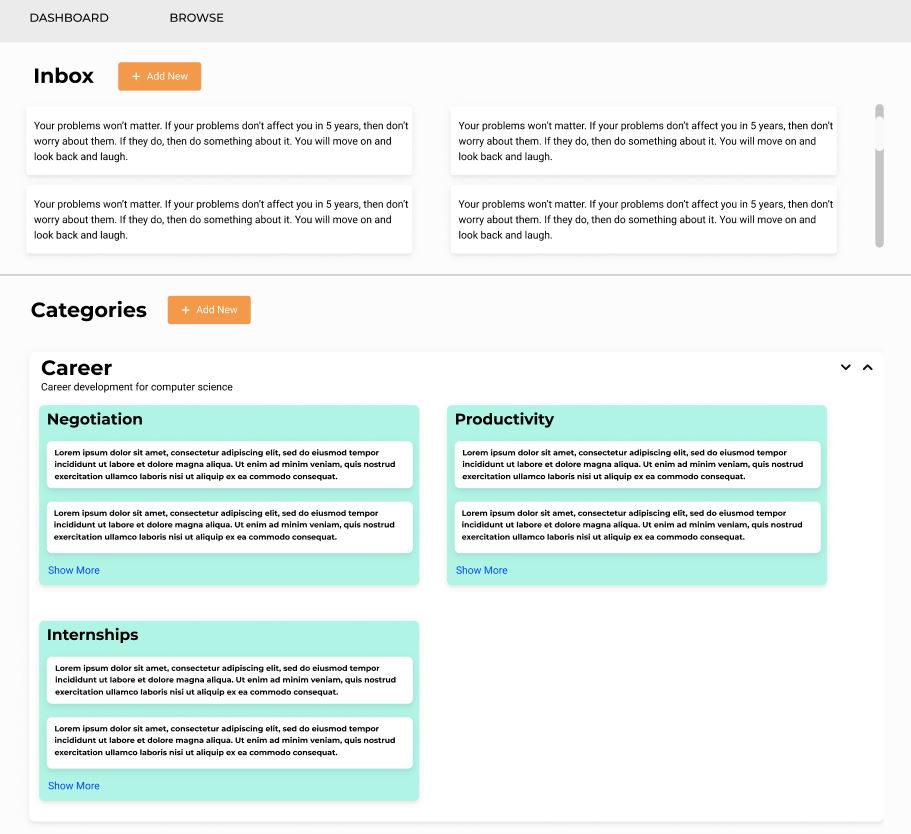 DASHBOARD
BROWSE
Inbox
+ Add New
Your problems won't matter. If your problems don't affect you in 5 years, then don't
worry about them. If they do, then do something about it. You will move on and
look back and laugh.
Your problems won't matter. If your problems don't affect you in 5 years, then don't
worry about them. If they do, then do something about it. You will move on and
look back and laugh.
Your problems won't matter. If your problems don't affect you in 5 years, then don't
worry about them. If they do, then do something about it. You will move on and
look back and laugh.
Your problems won't matter. If your problems don't affect you in 5 years, then don't
worry about them. If they do, then do something about it. You will move on and
look back and laugh.
Categories
+ Add New
Career
Career development for computer science
Negotiation
Lorem ipsum dolor sit amet, consectetur adipiscing elit, sed do eiusmod tempor
incididunt ut labore et dolore magna aliqua. Ut enim ad minim veniam, quis nostrud
exercitation ullamco laboris nisi ut aliquip ex ea commodo consequat.
Lorem ipsum dolor sit amet, consectetur adipiscing elit, sed do eiusmod tempor
incididunt ut labore et dolore magna aliqua. Ut enim ad minim veniam, quis nostrud
exercitation ullamco laboris nisi ut aliquip ex ea commodo consequat.
Show More
Productivity
Lorem ipsum dolor sit amet, consectetur adipiscing elit, sed do eiusmod tempor
incididunt ut labore et dolore magna aliqua. Ut enim ad minim veniam, quis nostrud
exercitation ullamco laboris nisi ut aliquip ex ea commodo consequat.
Lorem ipsum dolor sit amet, consectetur adipiscing elit, sed do eiusmod tempor
incididunt ut labore et dolore magna aliqua. Ut enim ad minim veniam, quis nostrud
exercitation ullamco laboris nisi ut aliquip ex ea commodo consequat.
Show More
Internships
Lorem ipsum dolor sit amet, consectetur adipiscing elit, sed do eiusmod tempor
incididunt ut labore et dolore magna aliqua. Ut enim ad minim veniam, quis nostrud
exercitation ullamco laboris nisi ut aliquip ex ea commodo consequat.
Lorem ipsum dolor sit amet, consectetur adipiscing elit, sed do eiusmod tempor
incididunt ut labore et dolore magna aliqua. Ut enim ad minim veniam, quis nostrud
exercitation ullamco laboris nisi ut aliquip ex ea commodo consequat.
Show More